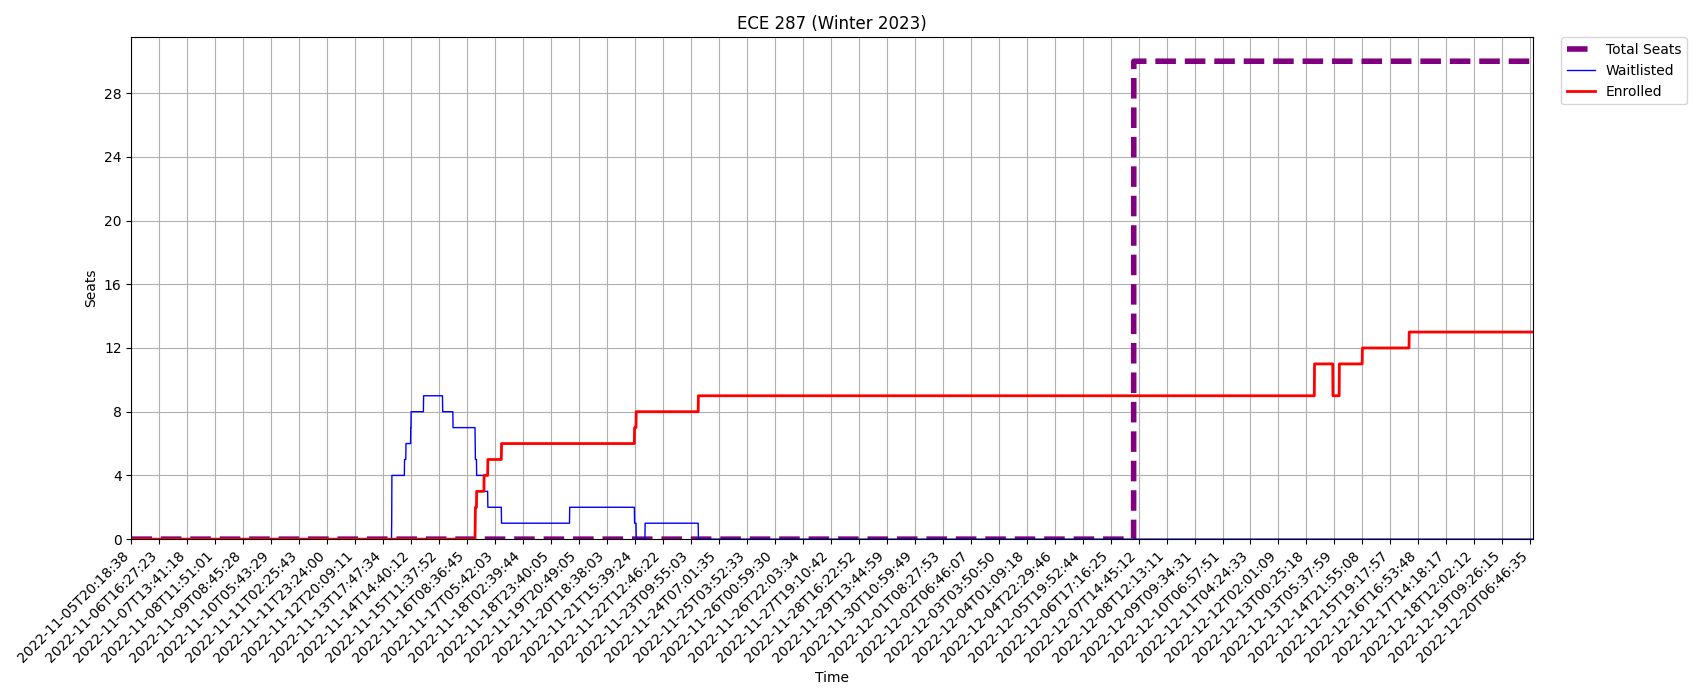 ECE 287 (Winter 2023)
Total Seats
Waitlisted
Enrolled
28
24
20
16
12
8
4
0
Seats
2022-11-05T20:18:38
2022-11-06T16:27:23
2022-11-07T13:41:18
2022-11-08T11:51:01
2022-11-09T08:45:28
2022-11-10T05:43:29
2022-11-11T02:25:43
2022-11-11T23:24:00
2022-11-12T20:09:11
2022-11-13T17:47:34
2022-11-14T14:40:12
2022-11-15T11:37:52
2022-11-16T08:36:45
2022-11-17T05:42:03
2022-11-18T02:39:44
2022-11-18T23:40:05
2022-11-19T20:49:05
2022-11-20T18:38:03
2022-11-21T15:39:24
2022-11-22T12:46:22
2022-11-23T09:55:03
2022-11-24T07:01:35
2022-11-25T03:52:33
2022-11-26T00:59:30
2022-11-26T22:03:34
2022-11-27T19:10:42
2022-11-28T16:22:52
2022-11-29T13:44:59
2022-11-30T10:59:49
2022-12-01T08:27:53
2022-12-02T06:46:07
2022-12-03T03:50:50
2022-12-04T01:09:18
2022-12-04T22:29:46
2022-12-05T19:52:44
2022-12-06T17:16:25
2022-12-07T14:45:12
2022-12-08T12:13:11
2022-12-09T09:34:31
2022-12-10T06:57:51
2022-12-11T04:24:33
2022-12-12T02:01:09
2022-12-13T00:25:18
2022-12-13T05:37:59
2022-12-14T21:55:08
2022-12-15T19:17:57
2022-12-16T16:53:48
2022-12-17T14:18:17
2022-12-18T12:02:12
2022-12-19T09:26:15
2022-12-20T06:46:35
Time